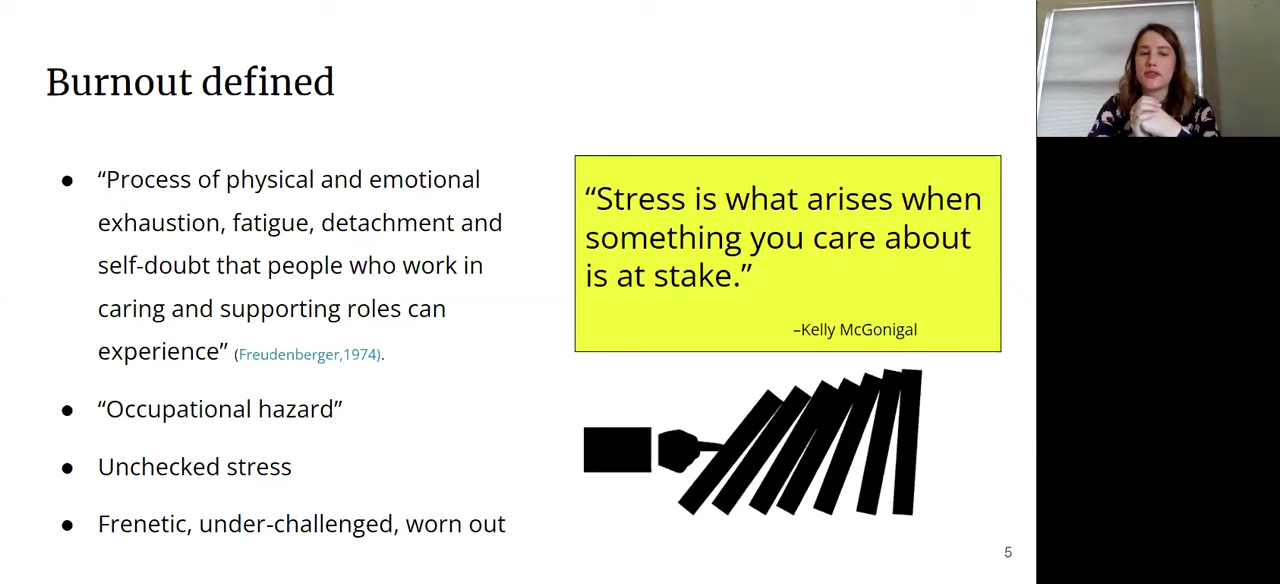 Burnout defined
● “Process of physical and emotional
exhaustion, fatigue, detachment and
self-doubt that people who work in
caring and supporting roles can
experience” (Freudenberger,1974).
● “Occupational hazard”
● Unchecked stress
● Frenetic, under-challenged, worn out
“Stress is what arises when
something you care about
is at stake.”
–Kelly McGonigal
5